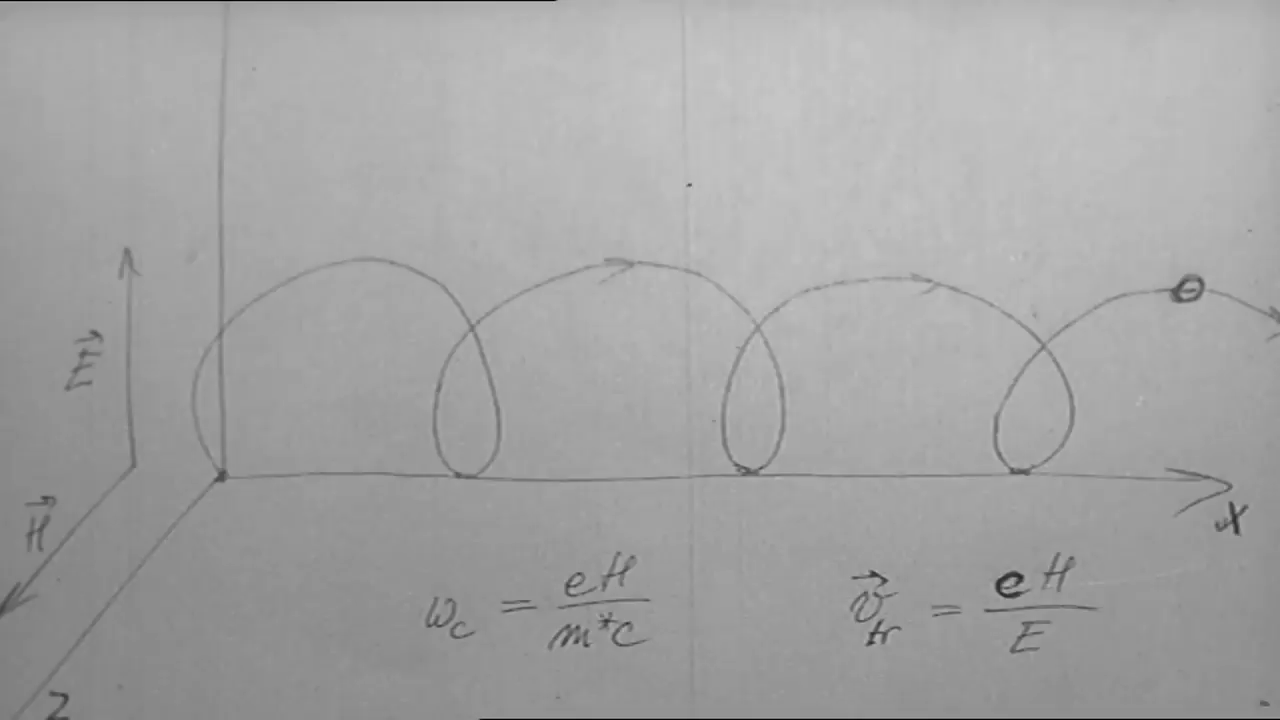 E⃗
H⃗
z
x
ω_c = eH / m*c
v⃗_tr = eH / E